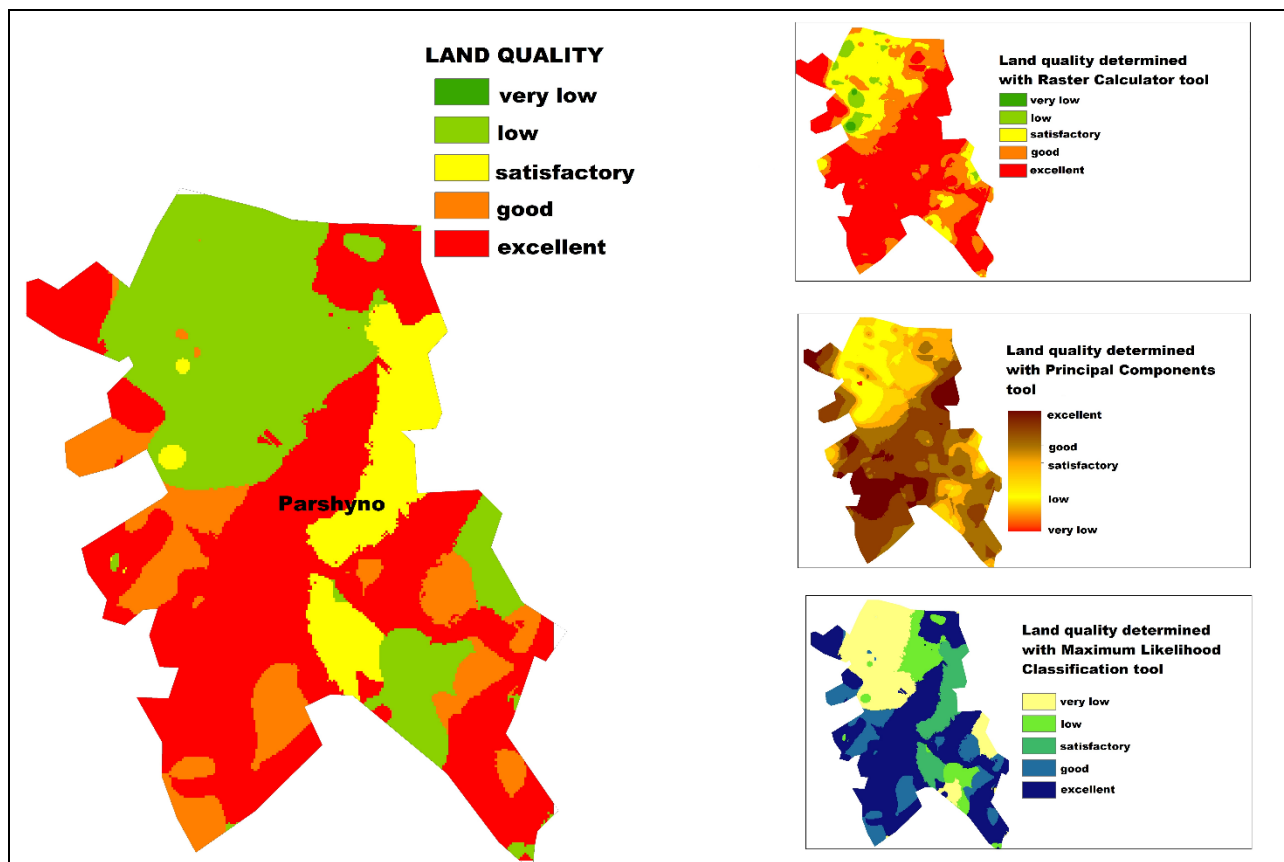 LAND QUALITY
very low
low
satisfactory
good
excellent
Parshyno
Land quality determined
with Raster Calculator tool
very low
low
satisfactory
good
excellent
Land quality determined
with Principal Components
tool
excellent
good
satisfactory
low
very low
Land quality determined
with Maximum Likelihood
Classification tool
very low
low
satisfactory
good
excellent